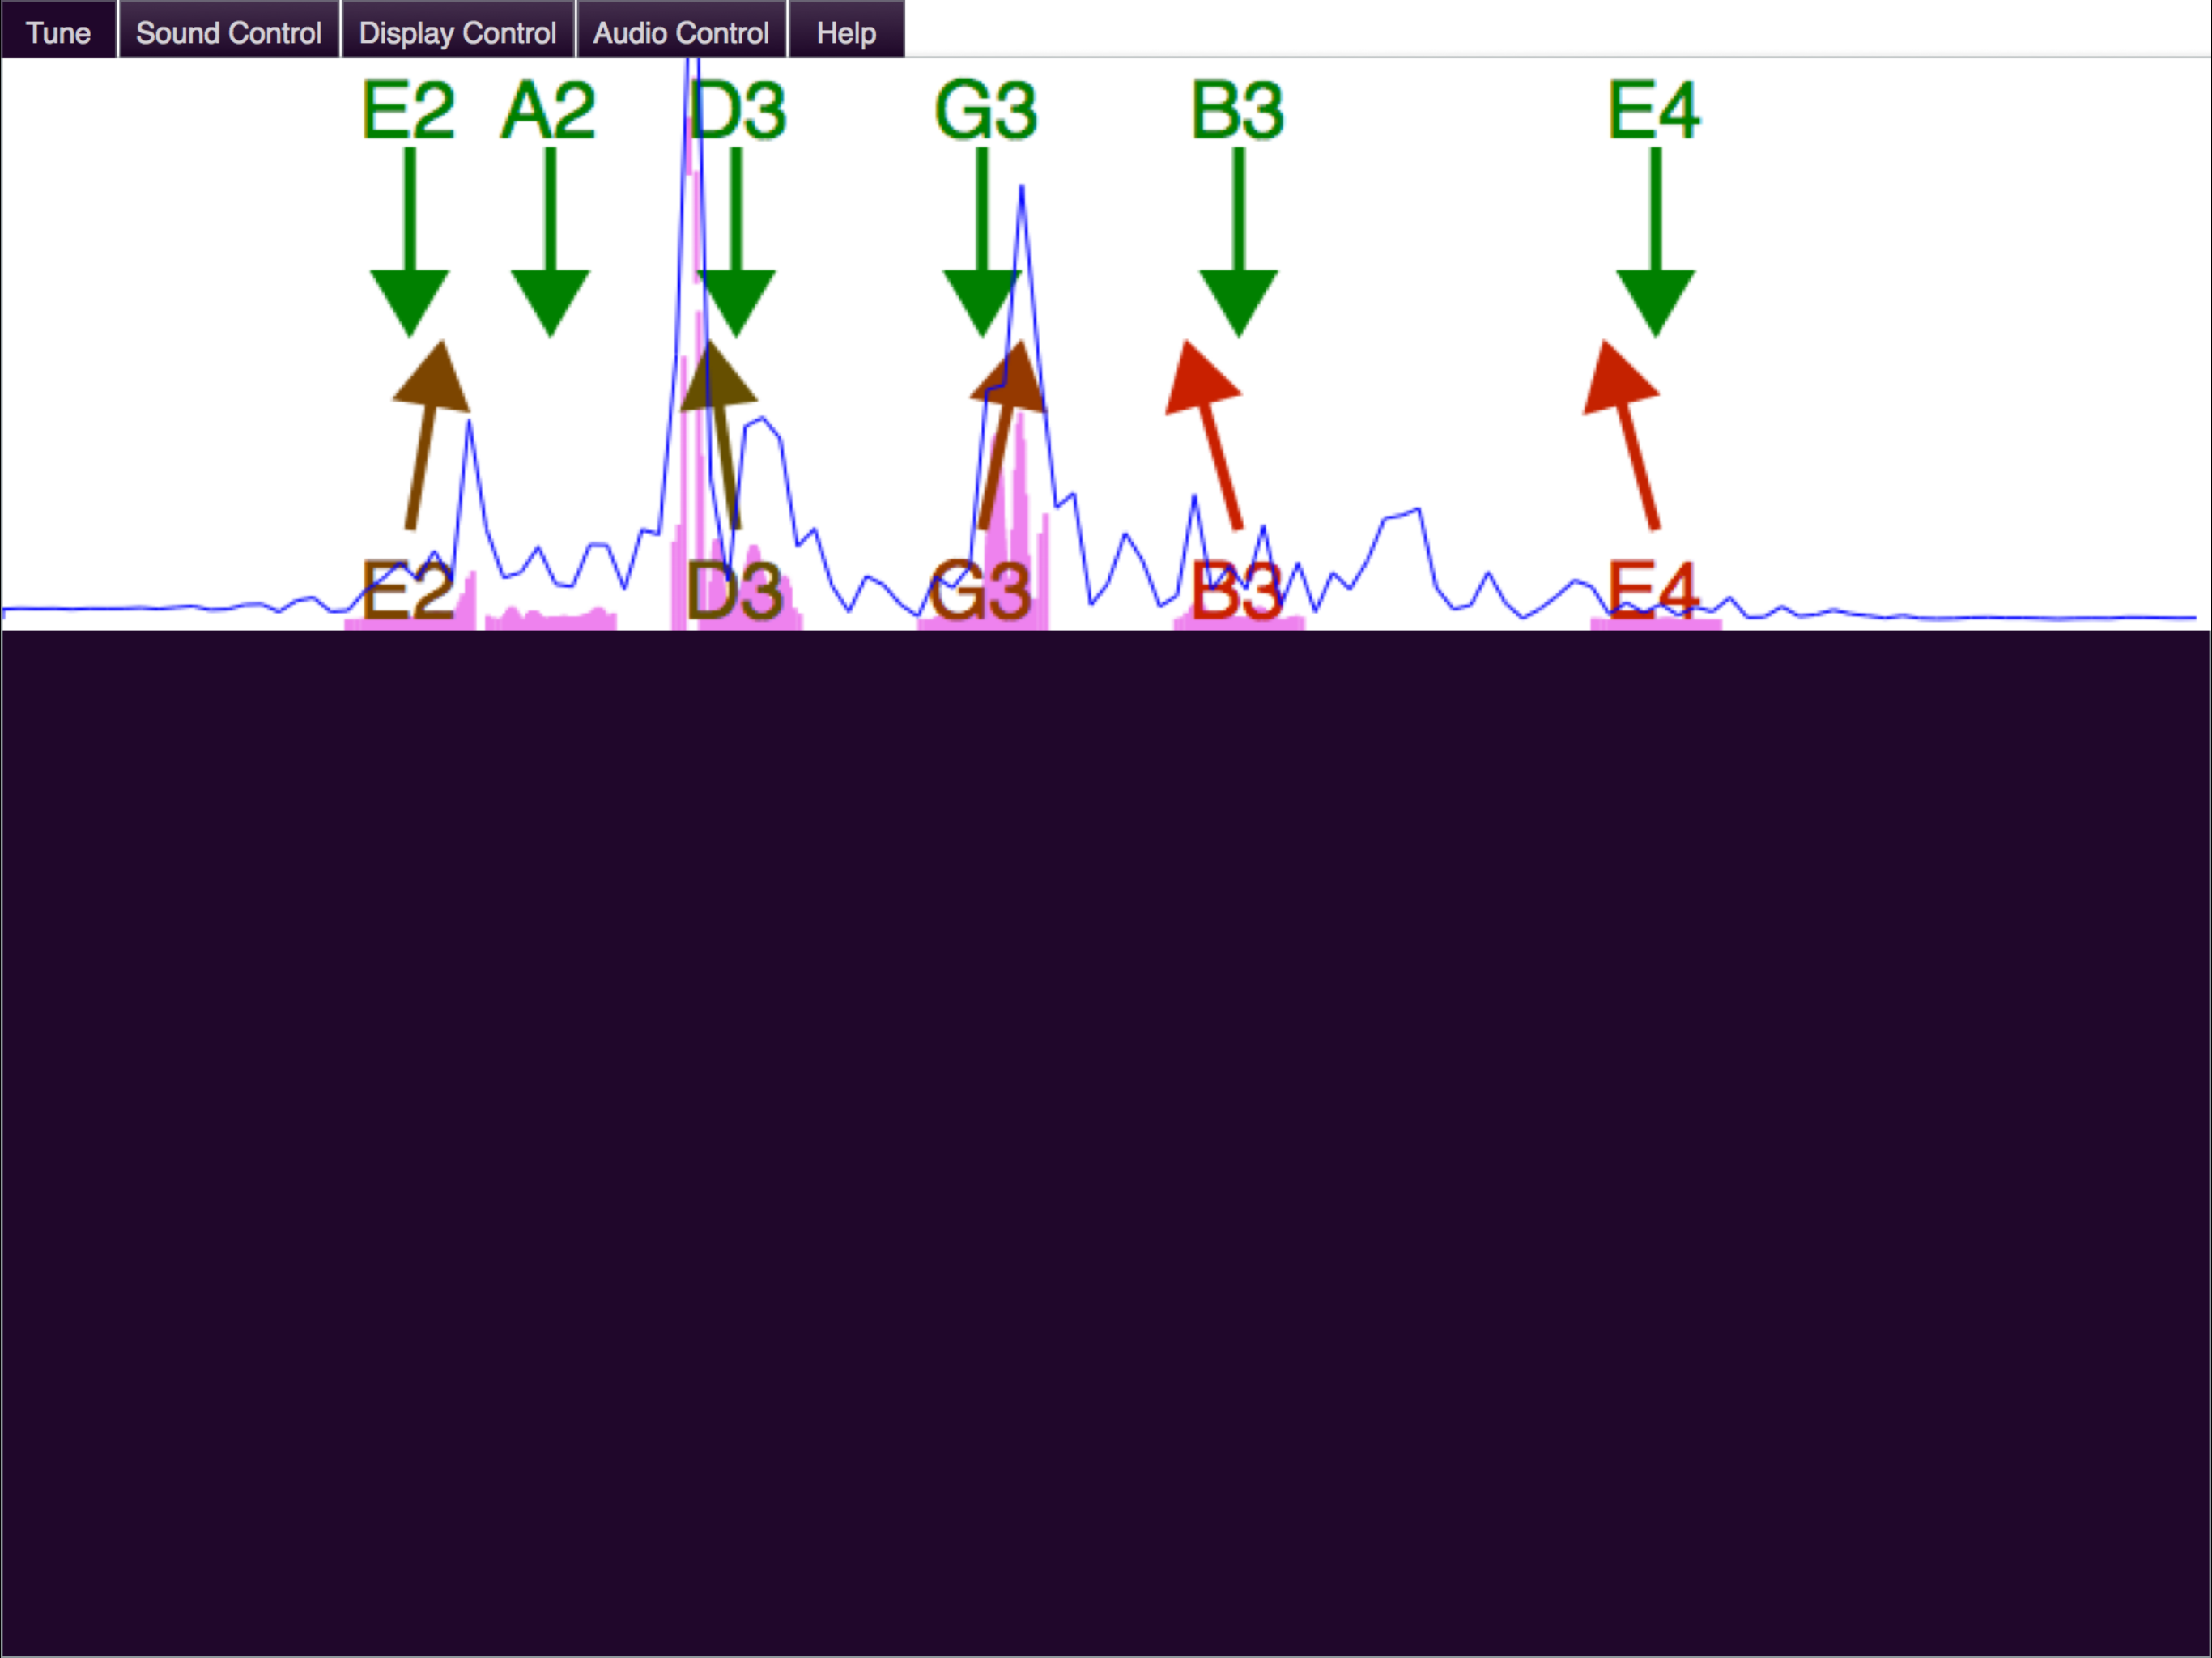 Tune Sound Control Display Control Audio Control Help
E2 A2 D3 G3 B3 E4
E2 D3 G3 B3 E4